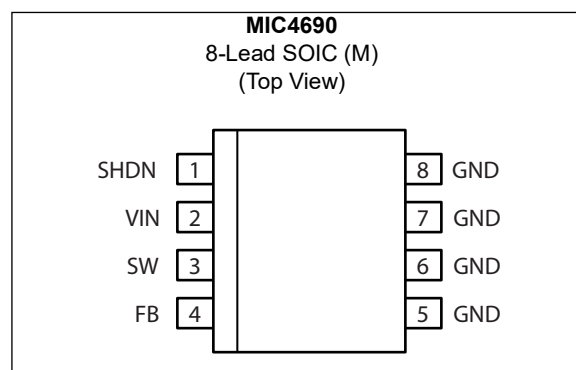 MIC4690
8-Lead SOIC (M)
(Top View)
SHDN 1 8 GND
VIN 2 7 GND
SW 3 6 GND
FB 4 5 GND